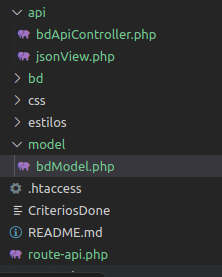 api
bdApiController.php
jsonView.php
bd
css
estilos
model
bdModel.php
.htaccess
CriteriosDone
README.md
route-api.php